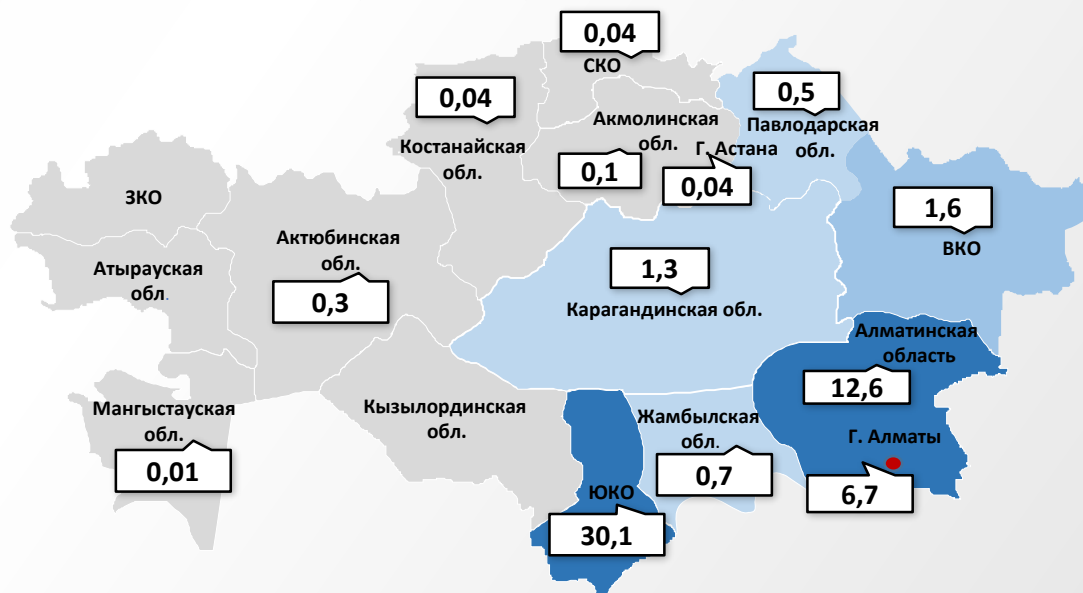 0,04
СКО
0,04
Костанайская
обл.
Акмолинская
обл.
0,1
Г. Астана
0,04
0,5
Павлодарская
обл.
ЗКО
Атырауская
обл.
Актюбинская
обл.
0,3
1,3
Карагандинская обл.
1,6
ВКО
Алматинская
область
12,6
Г. Алматы
6,7
Мангыстауская
обл.
0,01
Кызылординская
обл.
Жамбылская
обл.
0,7
ЮКО
30,1